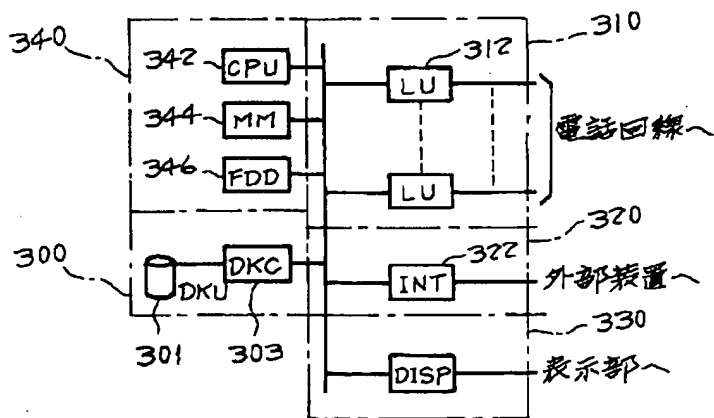 340
342 CPU
344 MM
346 FDD
312
LU
LU
310
電話回線へ
300
301
DKU
DKC
303
320
322
INT
外部装置へ
330
DISP
表示部へ